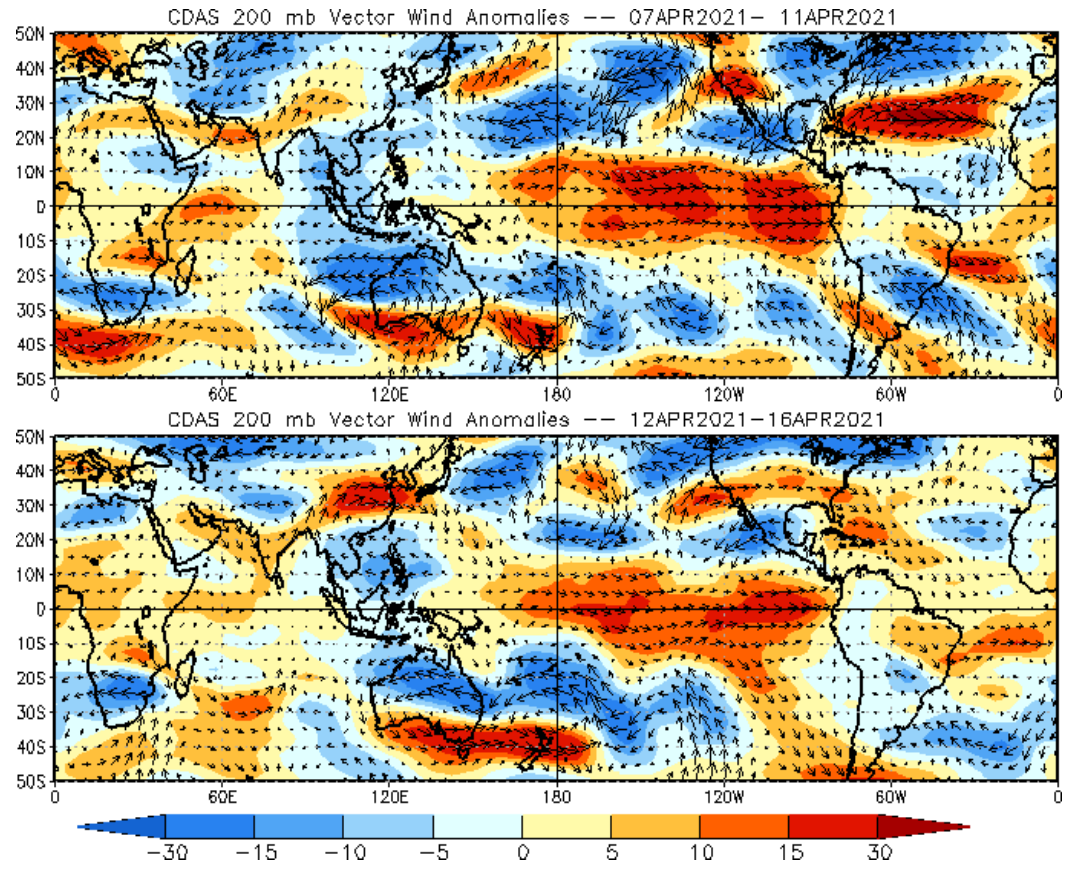 CDAS 200 mb Vector Wind Anomalies -- 07APR2021- 11APR2021
50N
40N
30N
20N
10N
0
10S
20S
30S
40S
50S
0 60E 120E 180 120W 60W 0
CDAS 200 mb Vector Wind Anomalies -- 12APR2021-16APR2021
50N
40N
30N
20N
10N
0
10S
20S
30S
40S
50S
0 60E 120E 180 120W 60W 0
-30 -15 -10 -5 0 5 10 15 30